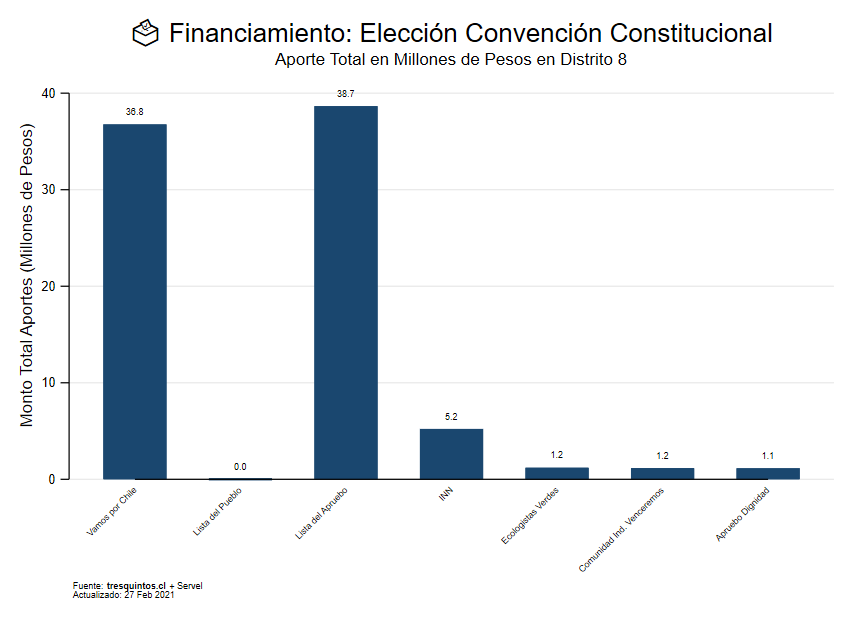 Financiamiento: Elección Convención Constitucional
Aporte Total en Millones de Pesos en Distrito 8
Monto Total Aportes (Millones de Pesos)
40
30
20
10
0
36.8
0.0
38.7
5.2
1.2
1.2
1.1
Vamos por Chile
Lista del Pueblo
Lista del Apruebo
INN
Ecologistas Verdes
Comunidad Ind. Venceremos
Apruebo Dignidad
Fuente: tresquintos.cl + Servel
Actualizado: 27 Feb 2021